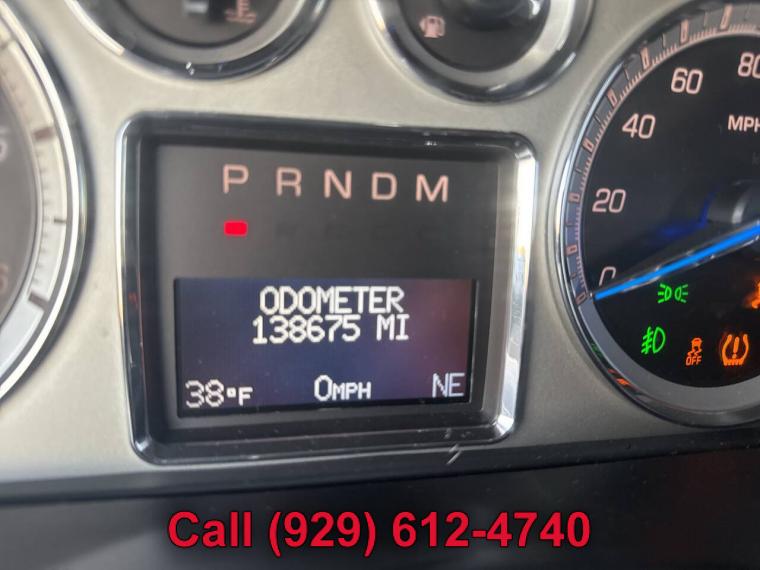 60
80
40
MPH
20
0
P R N D M
ODOMETER
138675 MI
38°F 0MPH NE
OFF
Call (929) 612-4740